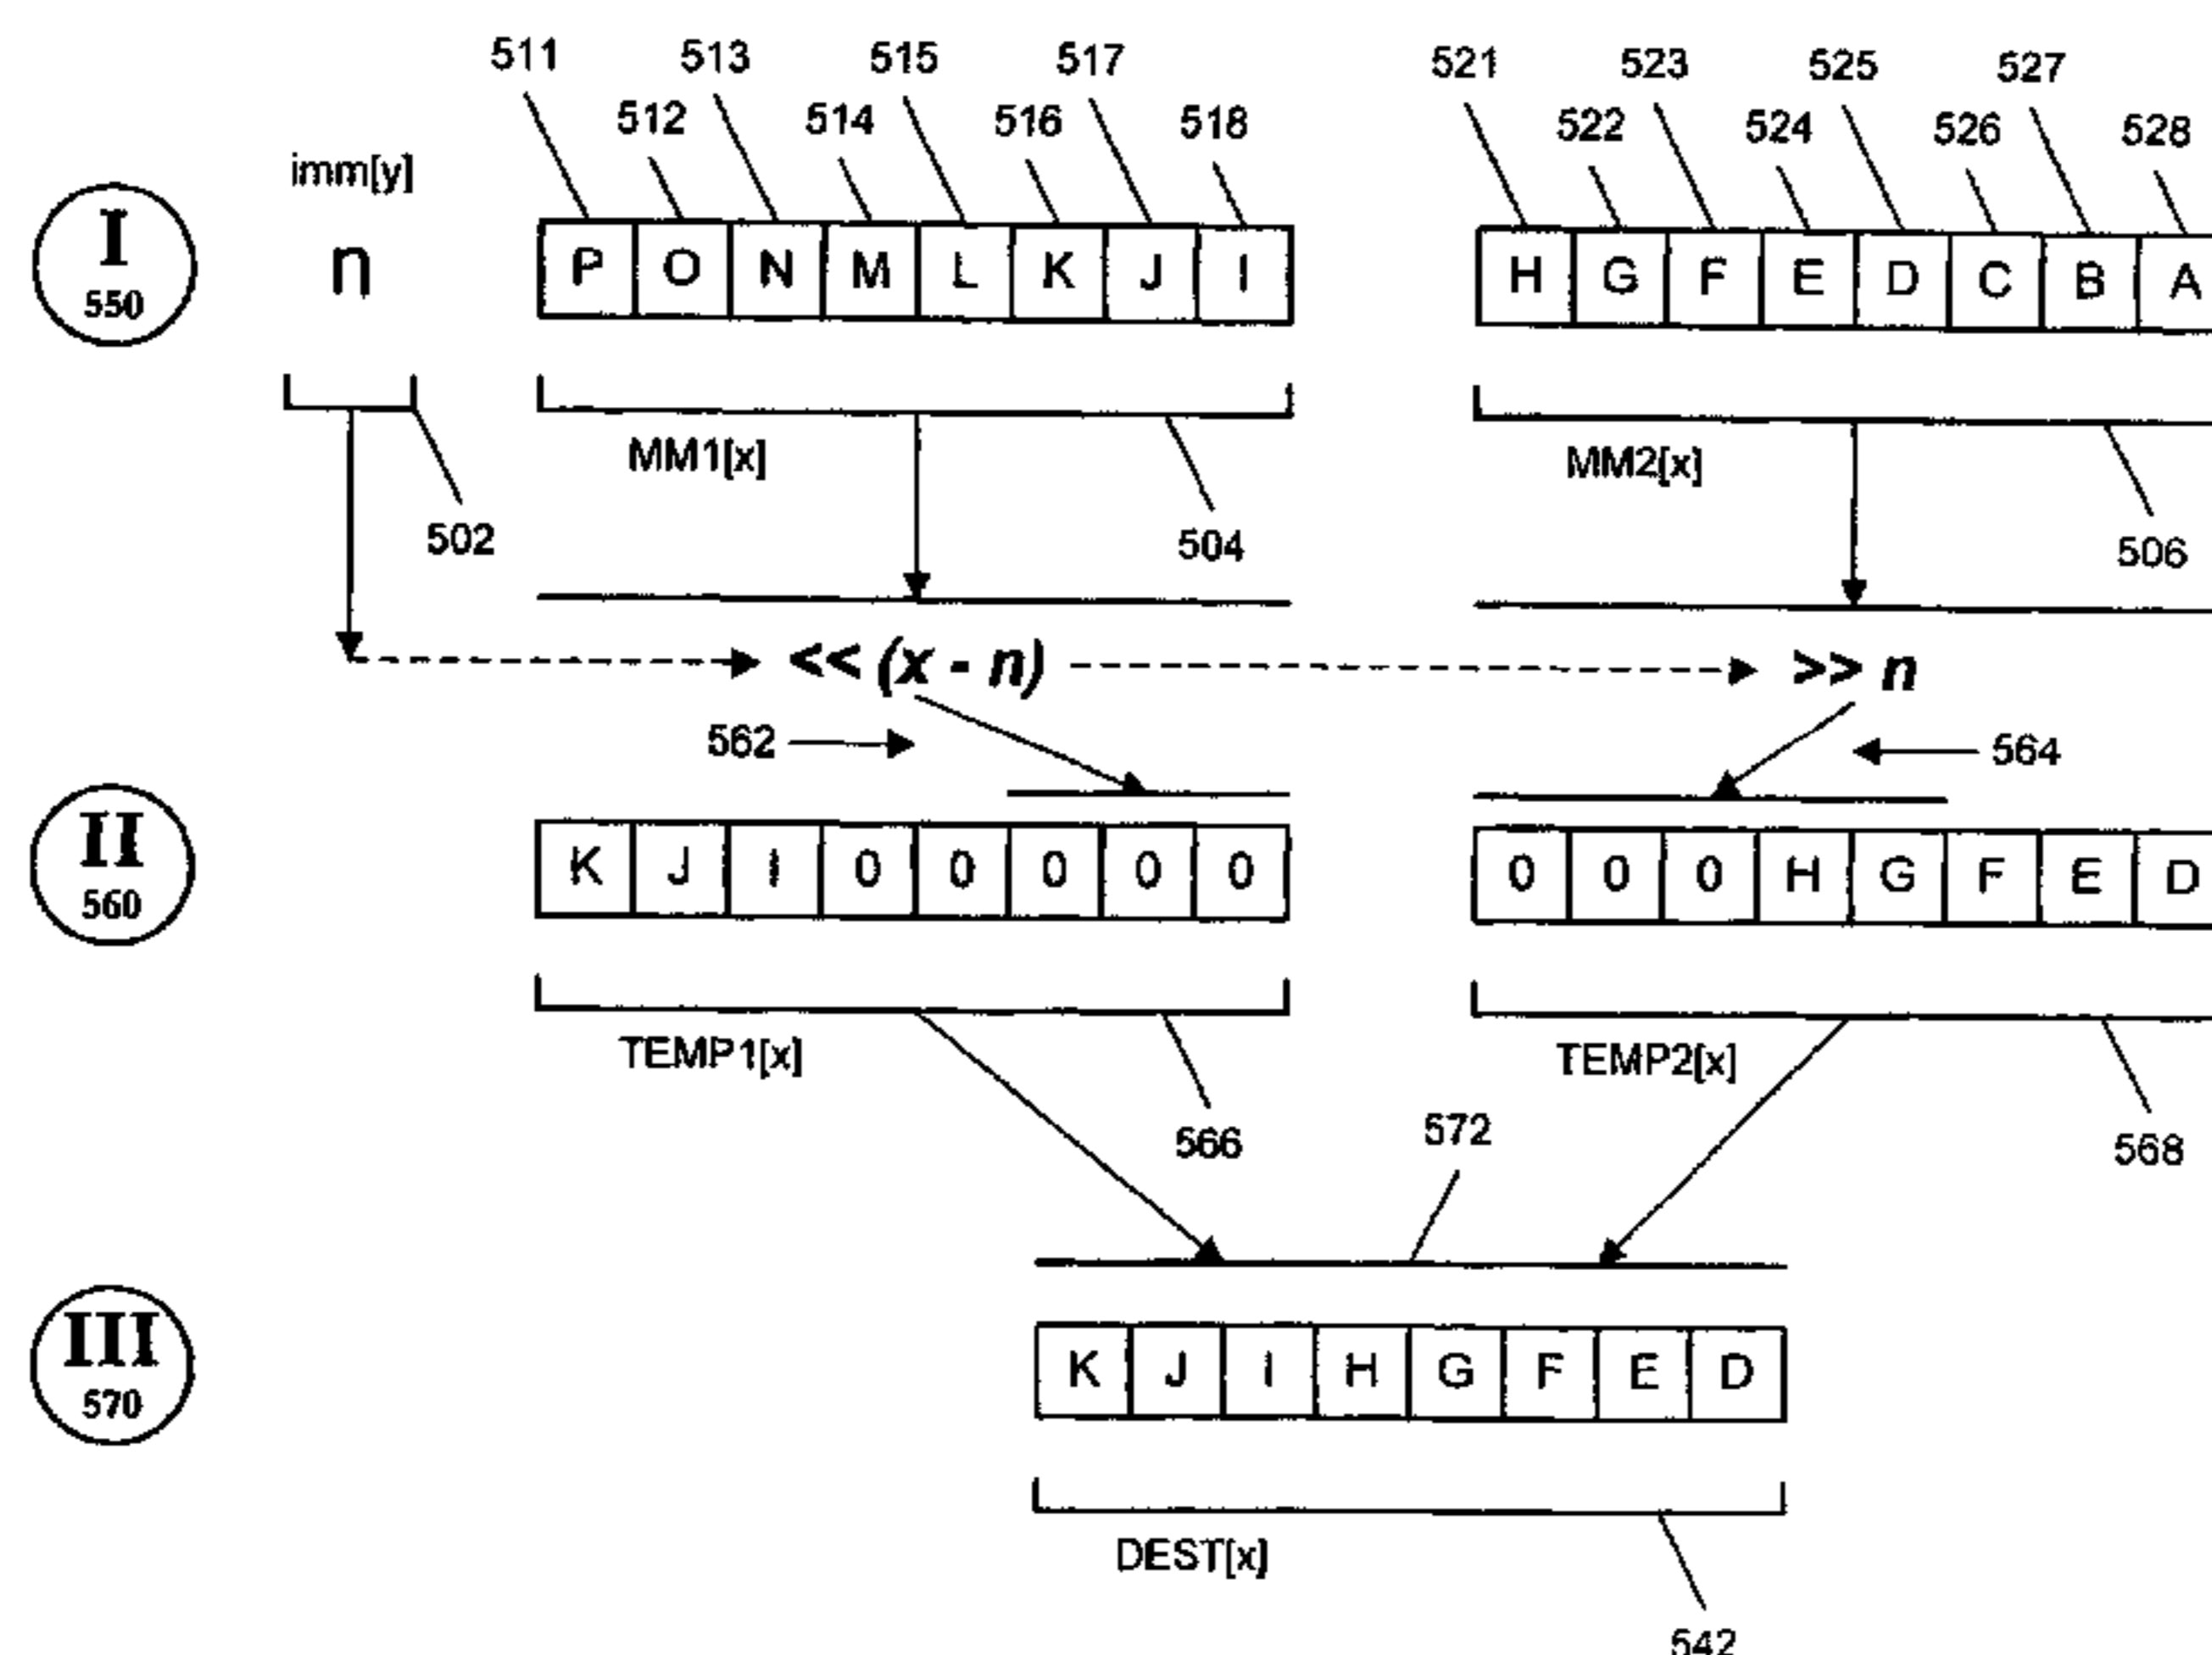 511 513 515 517 521 523 525 527
512 514 516 518 522 524 526 528
imm[y]
I
550
n P O N M L K J I H G F E D C B A
MM1[x] MM2[x]
502 504 506
<< (x - n) >> n
562 564
II
560
K J I 0 0 0 0 0 0 0 0 H G F E D
TEMP1[x] TEMP2[x]
566 572 568
III
570
K J I H G F E D
DEST[x]
542